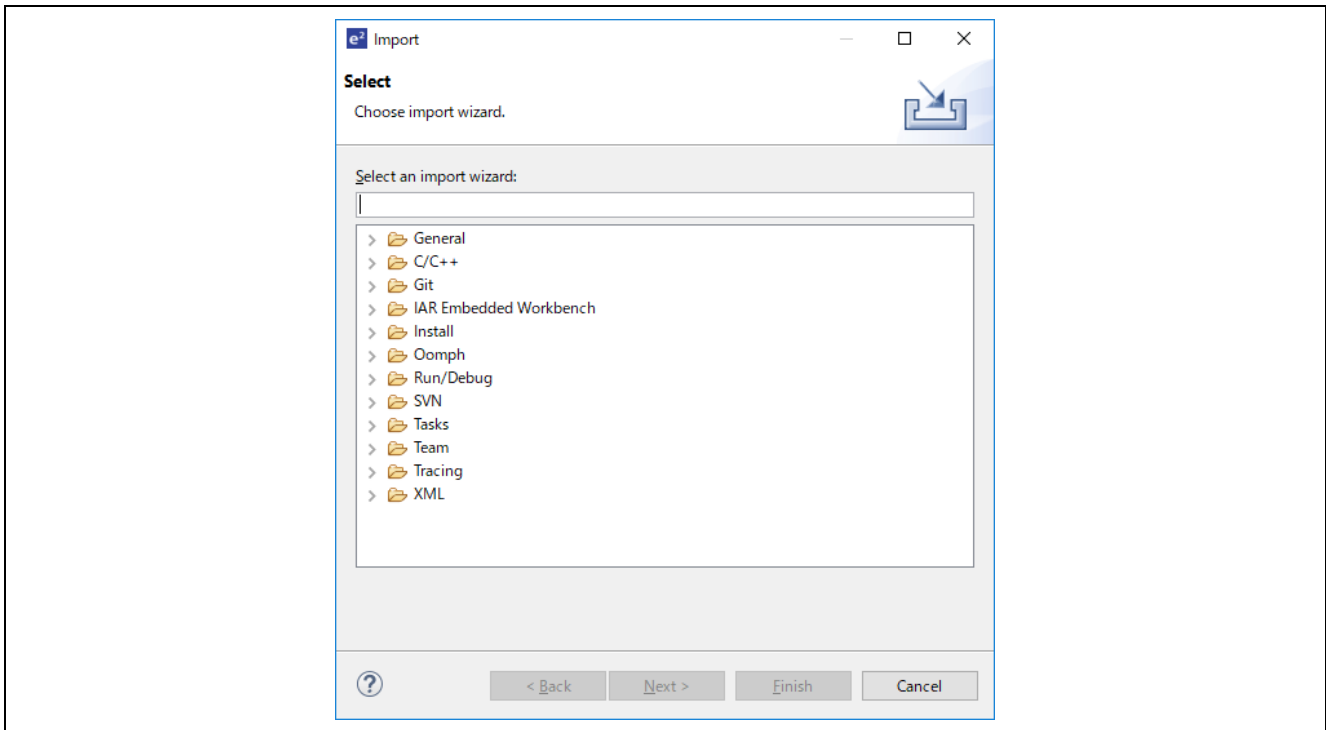 e² Import
Select
Choose import wizard.
Select an import wizard:
General
C/C++
Git
IAR Embedded Workbench
Install
Oomph
Run/Debug
SVN
Tasks
Team
Tracing
XML
? < Back Next > Finish Cancel